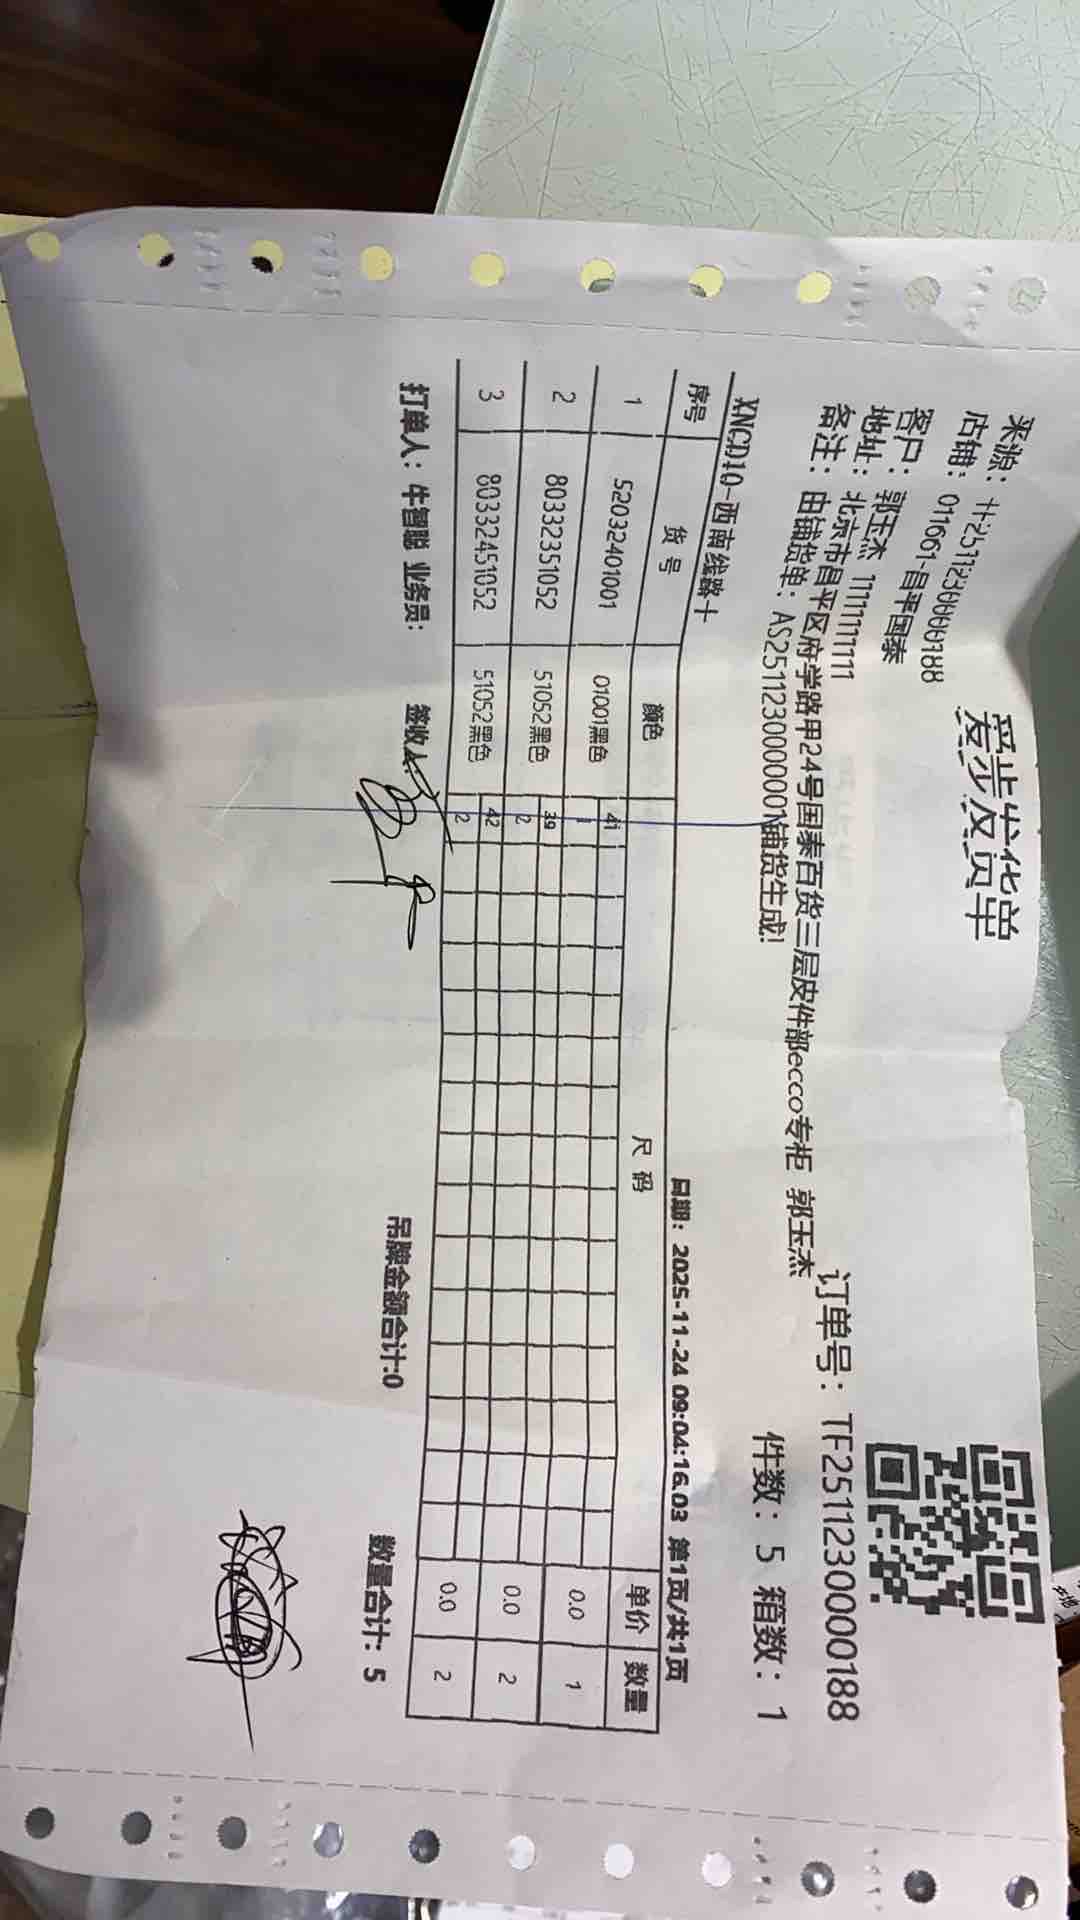 爱步发货单
来源：
店铺：011661-昌平国泰
客户：郭玉杰 11111111111
订单号：TF2511230000188
地址：北京市昌平区府学路甲24号国泰百货三层皮件部ecco专柜 郭玉杰
备注：由铺货单：AS2511230000001铺货生成!
件数：5 箱数：1
XNCD10-西南线路十
日期：2025-11-24 09:04:16.03 第1页/共1页
序号 货号 颜色 尺码 单价 数量
41
1 52032401001 01001黑色 1 0.0 1
39
2 80332351052 51052黑色 2 0.0 2
42
3 80332451052 51052黑色 2 0.0 2
打单人：牛智聪 业务员： 签收人： 吊牌金额合计:0 数量合计：5